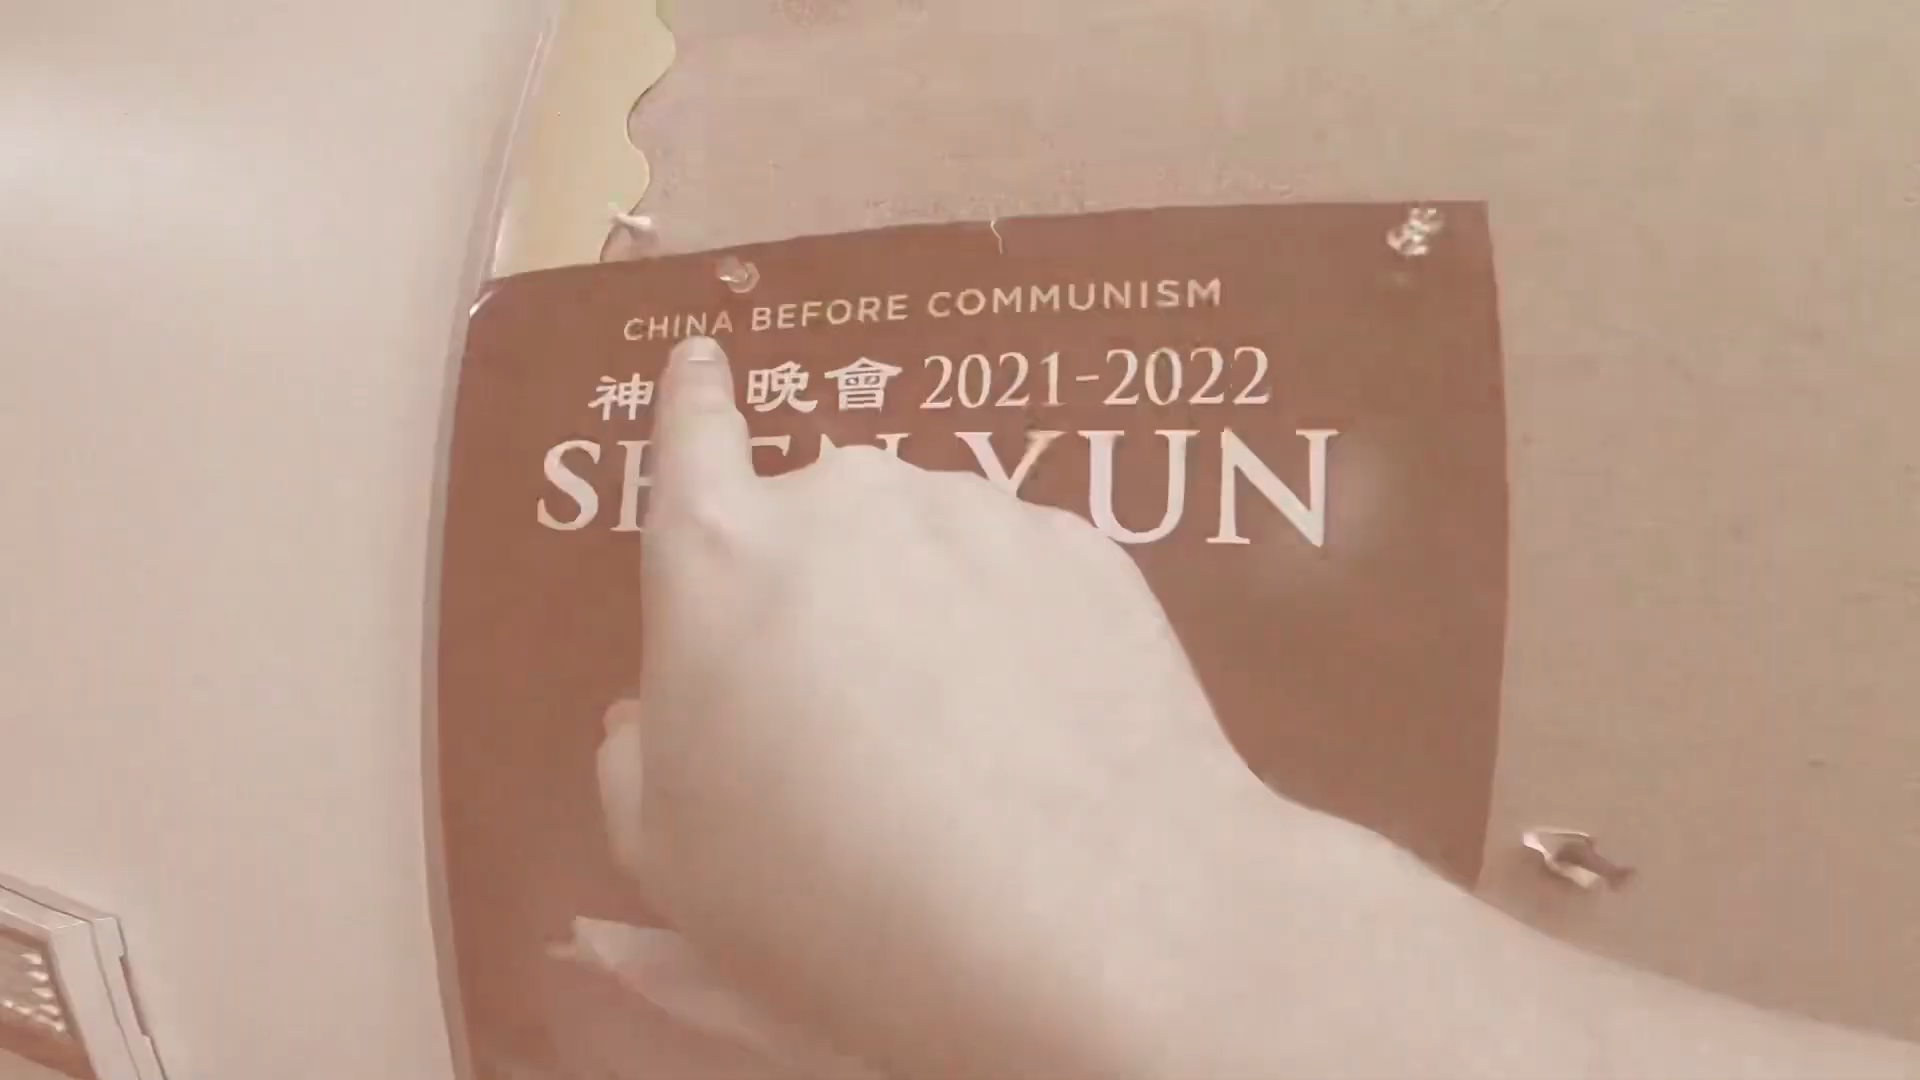 CHINA BEFORE COMMUNISM
神 晚會 2021-2022
YUN